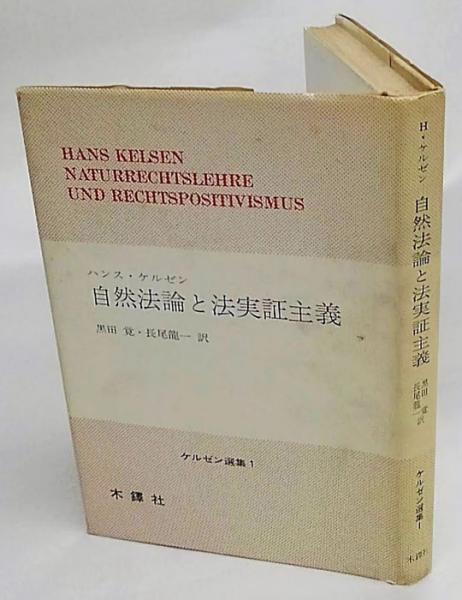 HANS KELSEN
NATURRECHTSLEHRE
UND RECHTSPOSITIVISMUS
ハンス・ケルゼン
自然法論と法実証主義
黒田 覚・長尾龍一 訳
ケルゼン選集1
木鐸社
H・ケルゼン
自然法論と法実証主義
黒田 覚
長尾龍一 訳
ケルゼン選集1
木鐸社